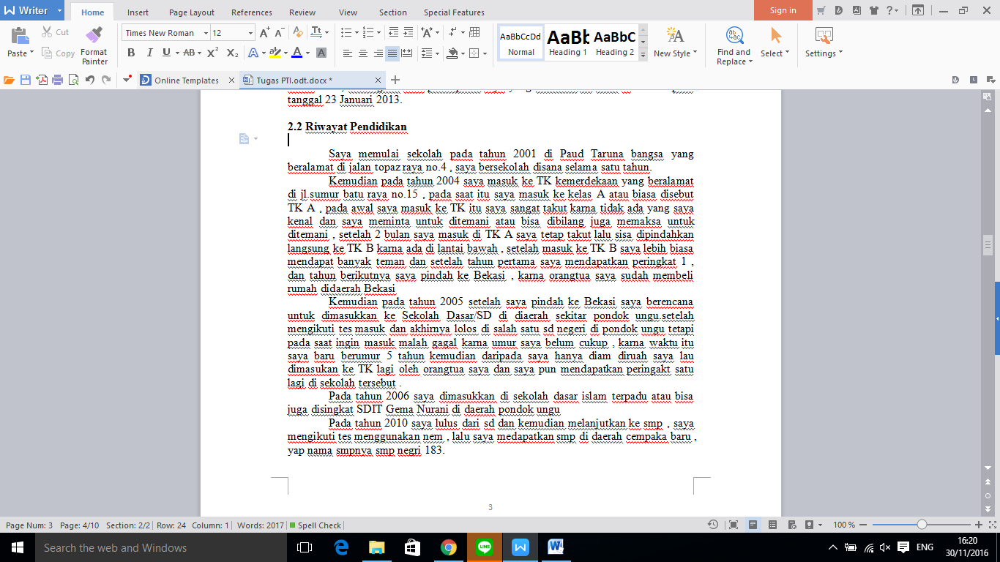 Writer Home Insert Page Layout References Review View Section Special Features Sign in
Cut Times New Roman 12 AaBbCcDd AaBb AaBbC
Paste Copy Format Painter Normal Heading 1 Heading 2 New Style Find and Replace Select Settings
Online Templates Tugas PTI.odt.docx *
tanggal 23 Januari 2013.
2.2 Riwayat Pendidikan
Saya memulai sekolah pada tahun 2001 di Paud Taruna bangsa yang
beralamat di jalan topaz raya no.4 , saya bersekolah disana selama satu tahun.
Kemudian pada tahun 2004 saya masuk ke TK kemerdekaan yang beralamat
di jl.sumur batu raya no.15 , pada saat itu saya masuk ke kelas A atau biasa disebut
TK A , pada awal saya masuk ke TK itu saya sangat takut karna tidak ada yang saya
kenal dan saya meminta untuk ditemani atau bisa dibilang juga memaksa untuk
ditemani , setelah 2 bulan saya masuk di TK A saya tetap takut lalu sisa dipindahkan
langsung ke TK B karna ada di lantai bawah , setelah masuk ke TK B saya lebih biasa
mendapat banyak teman dan setelah tahun pertama saya mendapatkan peringkat 1 ,
dan tahun berikutnya saya pindah ke Bekasi , karna orangtua saya sudah membeli
rumah didaerah Bekasi
Kemudian pada tahun 2005 setelah saya pindah ke Bekasi saya berencana
untuk dimasukkan ke Sekolah Dasar/SD di diaerah sekitar pondok ungu.setelah
mengikuti tes masuk dan akhirnya lolos di salah satu sd negeri di pondok ungu tetapi
pada saat ingin masuk malah gagal karna umur saya belum cukup , karna waktu itu
saya baru berumur 5 tahun kemudian daripada saya hanya diam diruah saya lau
dimasukan ke TK lagi oleh orangtua saya dan saya pun mendapatkan peringakt satu
lagi di sekolah tersebut .
Pada tahun 2006 saya dimasukkan di sekolah dasar islam terpadu atau bisa
juga disingkat SDIT Gema Nurani di daerah pondok ungu
Pada tahun 2010 saya lulus dari sd dan kemudian melanjutkan ke smp , saya
mengikuti tes menggunakan nem , lalu saya medapatkan smp di daerah cempaka baru ,
yap nama smpnya smp negri 183.
3
Page Num: 3 Page: 4/10 Section: 2/2 Row: 24 Column: 1 Words: 2017 Spell Check 100 %
Search the web and Windows ENG 16:20
30/11/2016